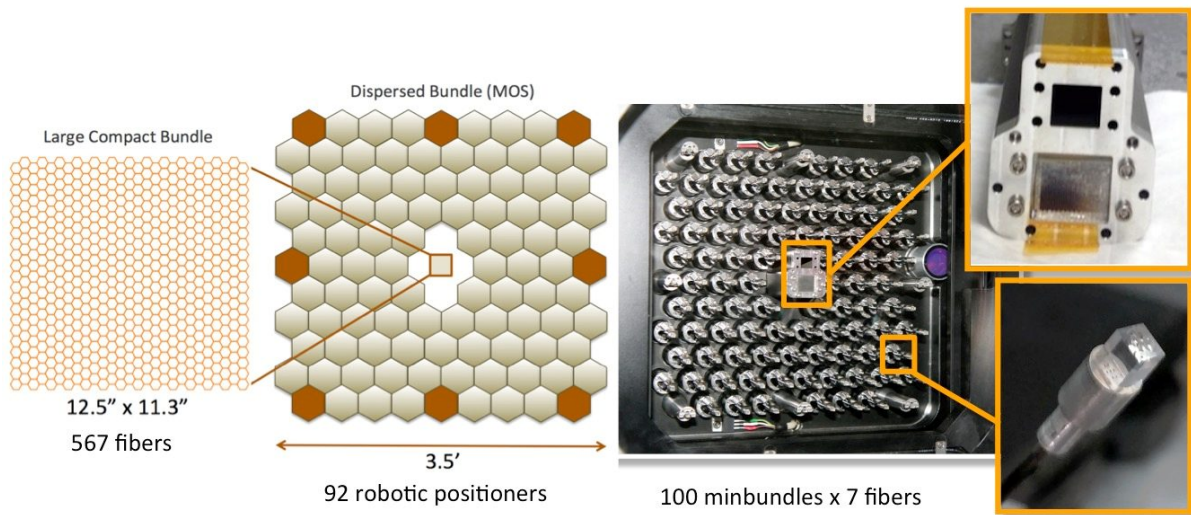 Dispersed Bundle (MOS)
Large Compact Bundle
12.5” x 11.3”
567 fibers
3.5’
92 robotic positioners
100 minbundles x 7 fibers